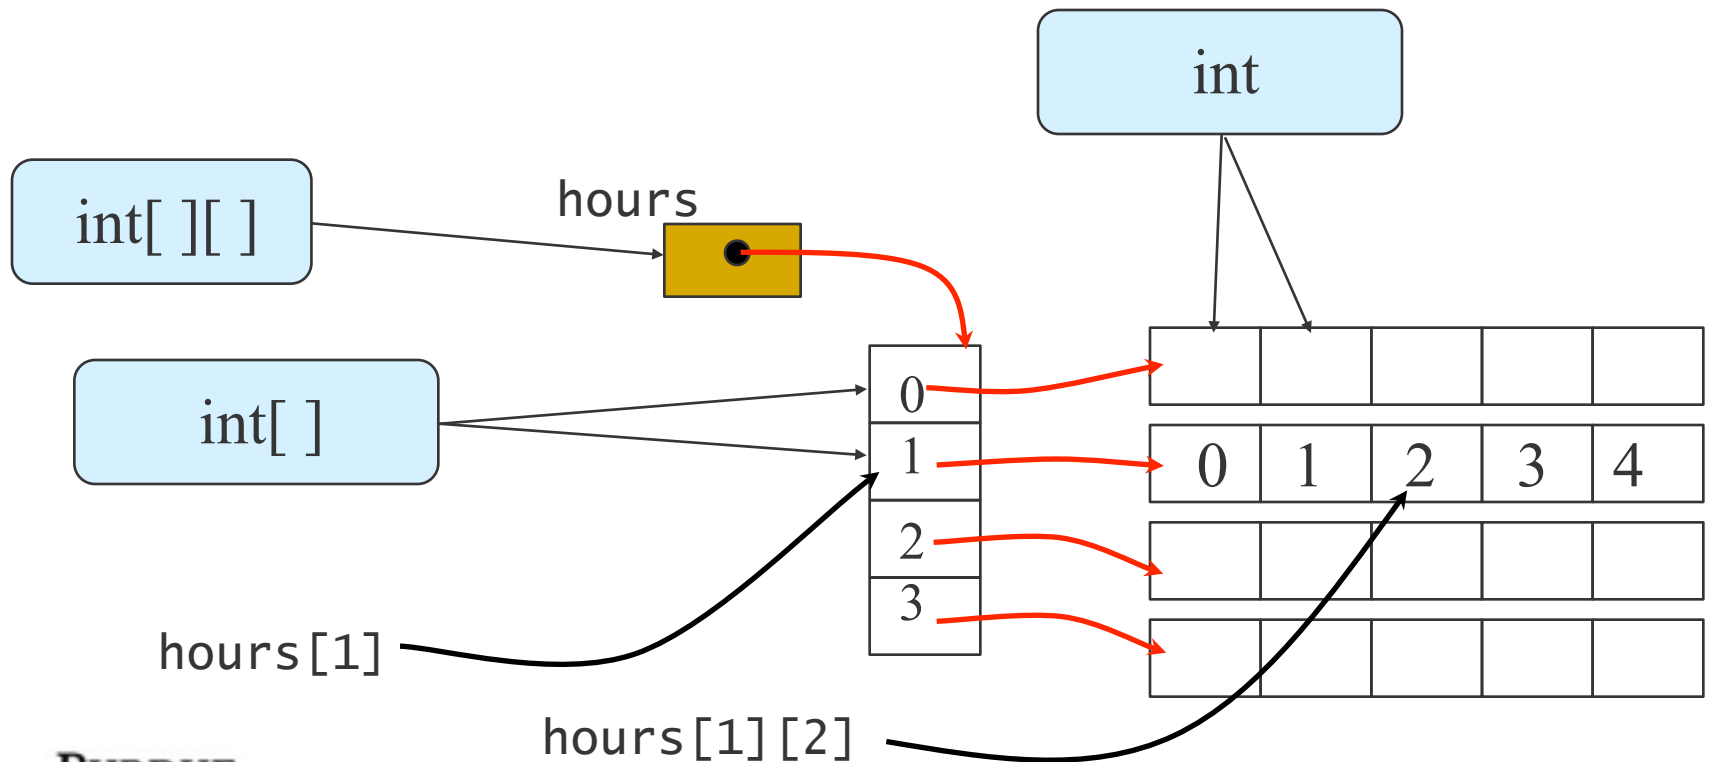 int
int[ ][ ]
hours
int[ ]
0
1
0 1 2 3 4
2
3
hours[1]
hours[1][2]